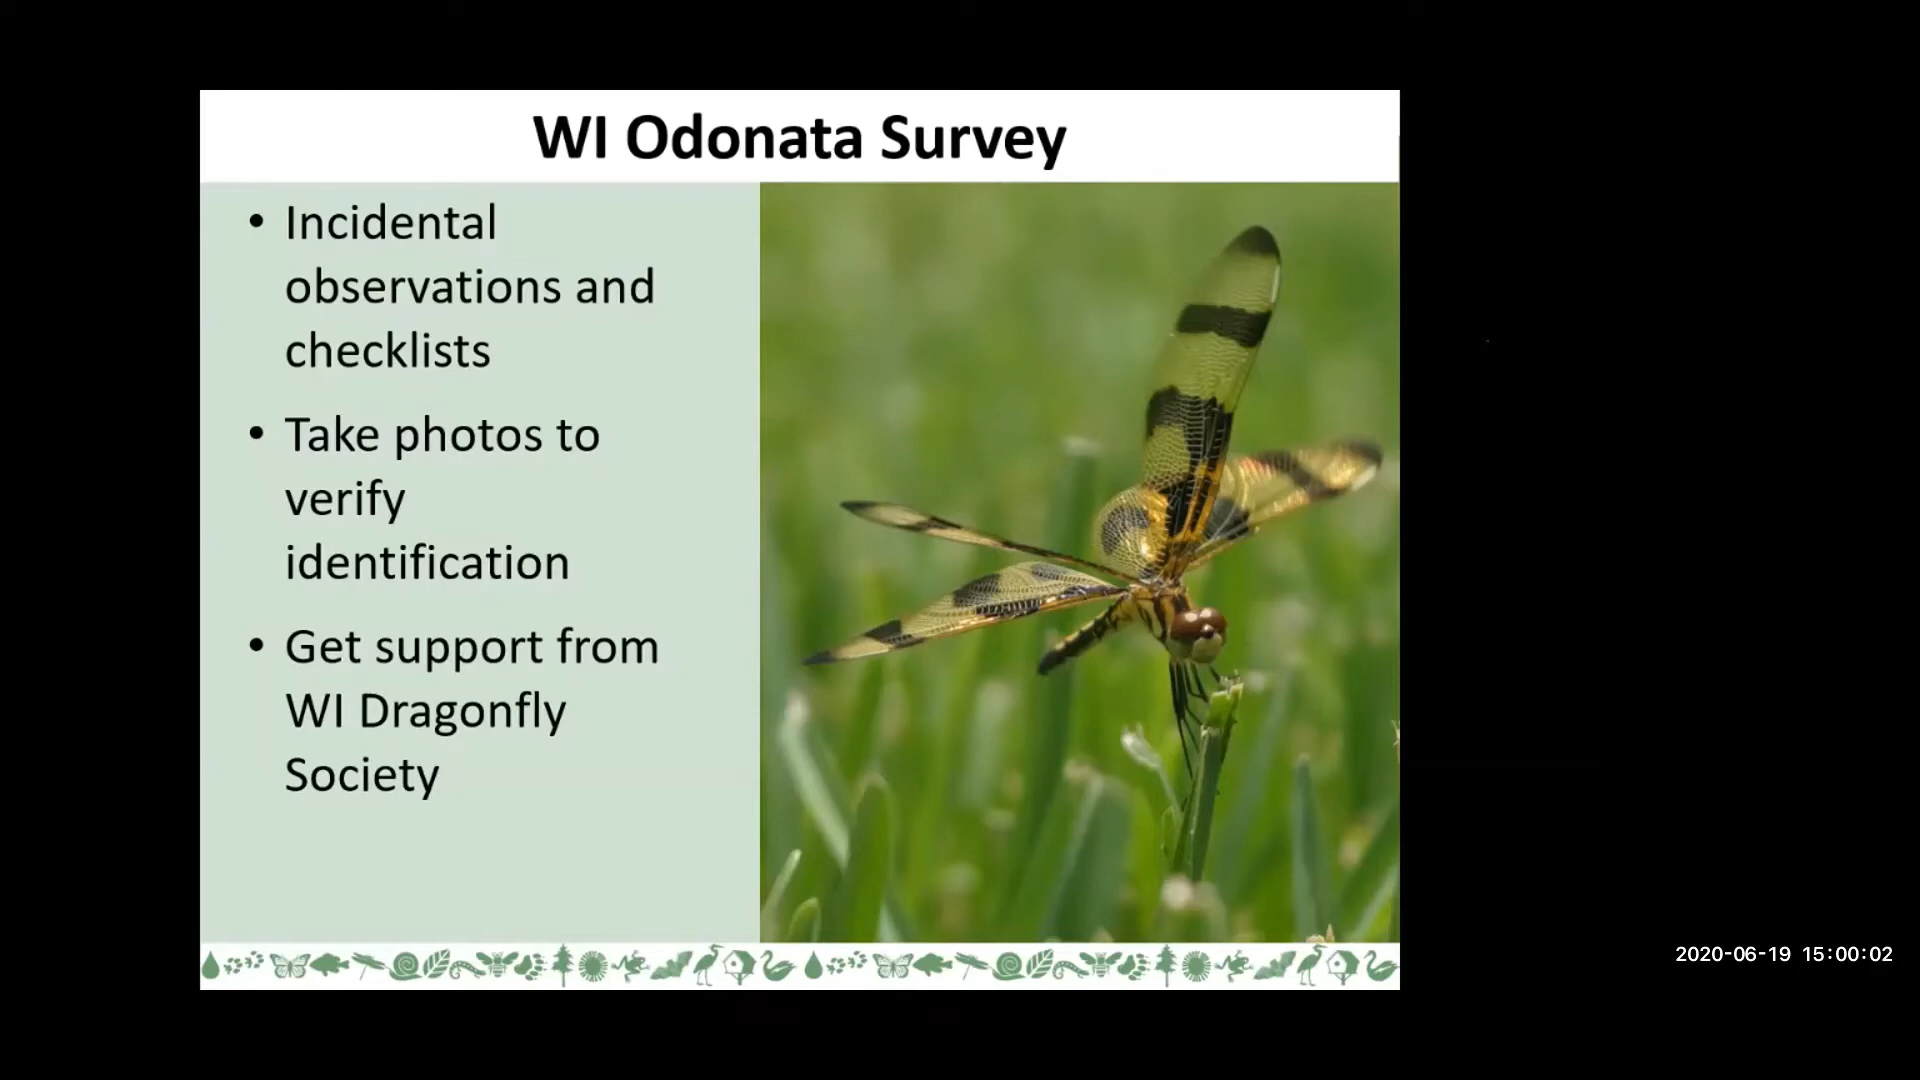 WI Odonata Survey
• Incidental
observations and
checklists
• Take photos to
verify
identification
• Get support from
WI Dragonfly
Society
2020-06-19 15:00:02